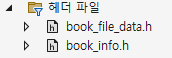 헤더 파일
book_file_data.h
book_info.h